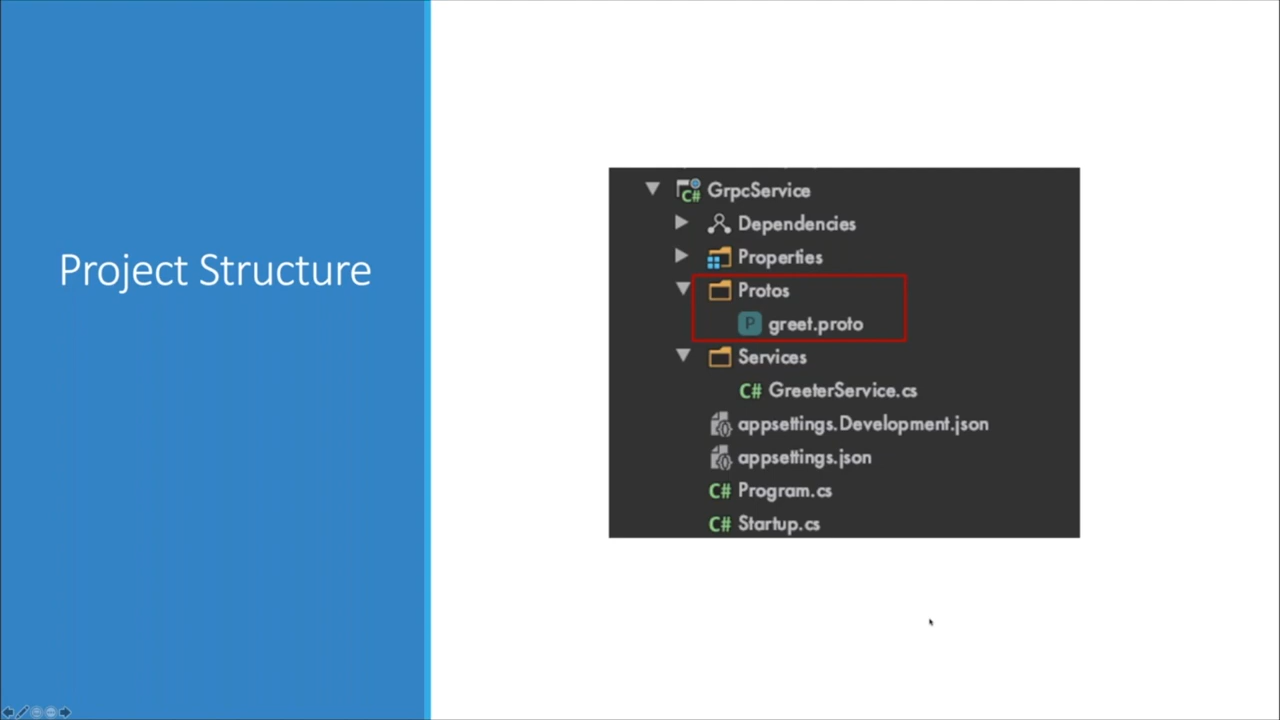 Project Structure
GrpcService
Dependencies
Properties
Protos
greet.proto
Services
C# GreeterService.cs
appsettings.Development.json
appsettings.json
C# Program.cs
C# Startup.cs